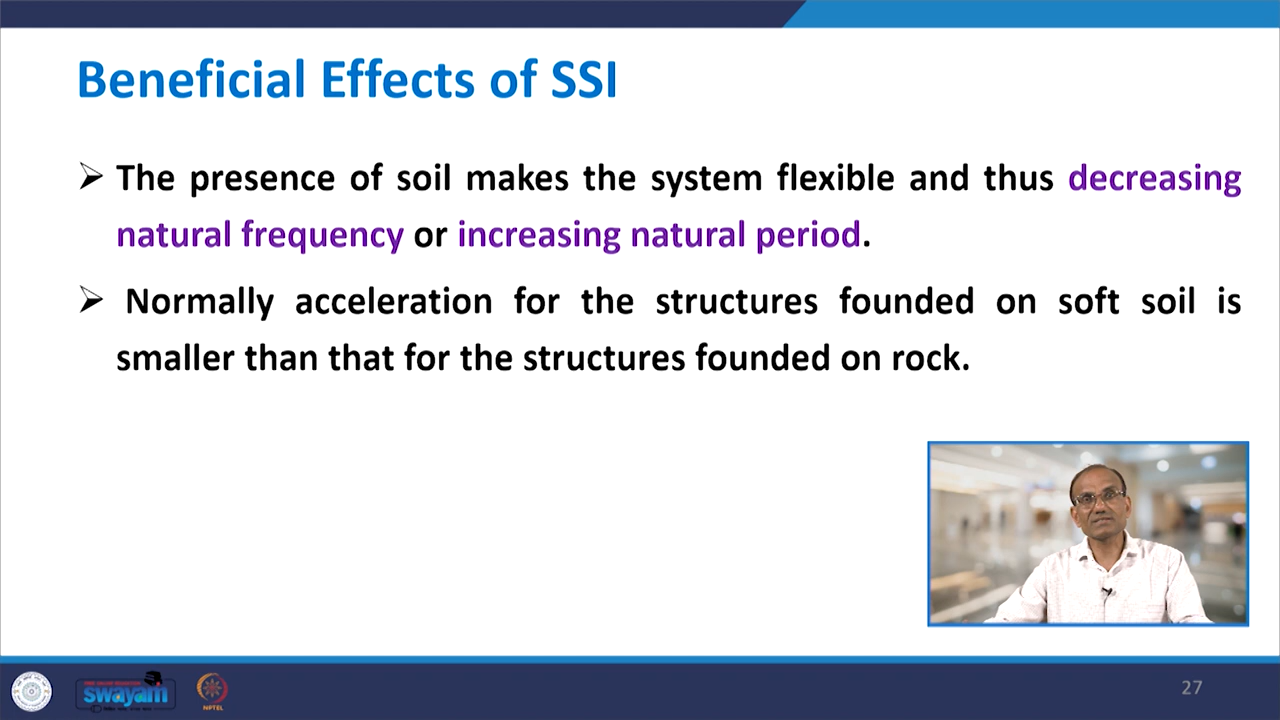 Beneficial Effects of SSI
➢ The presence of soil makes the system flexible and thus decreasing
natural frequency or increasing natural period.
➢ Normally acceleration for the structures founded on soft soil is
smaller than that for the structures founded on rock.
swayam
NPTEL
27